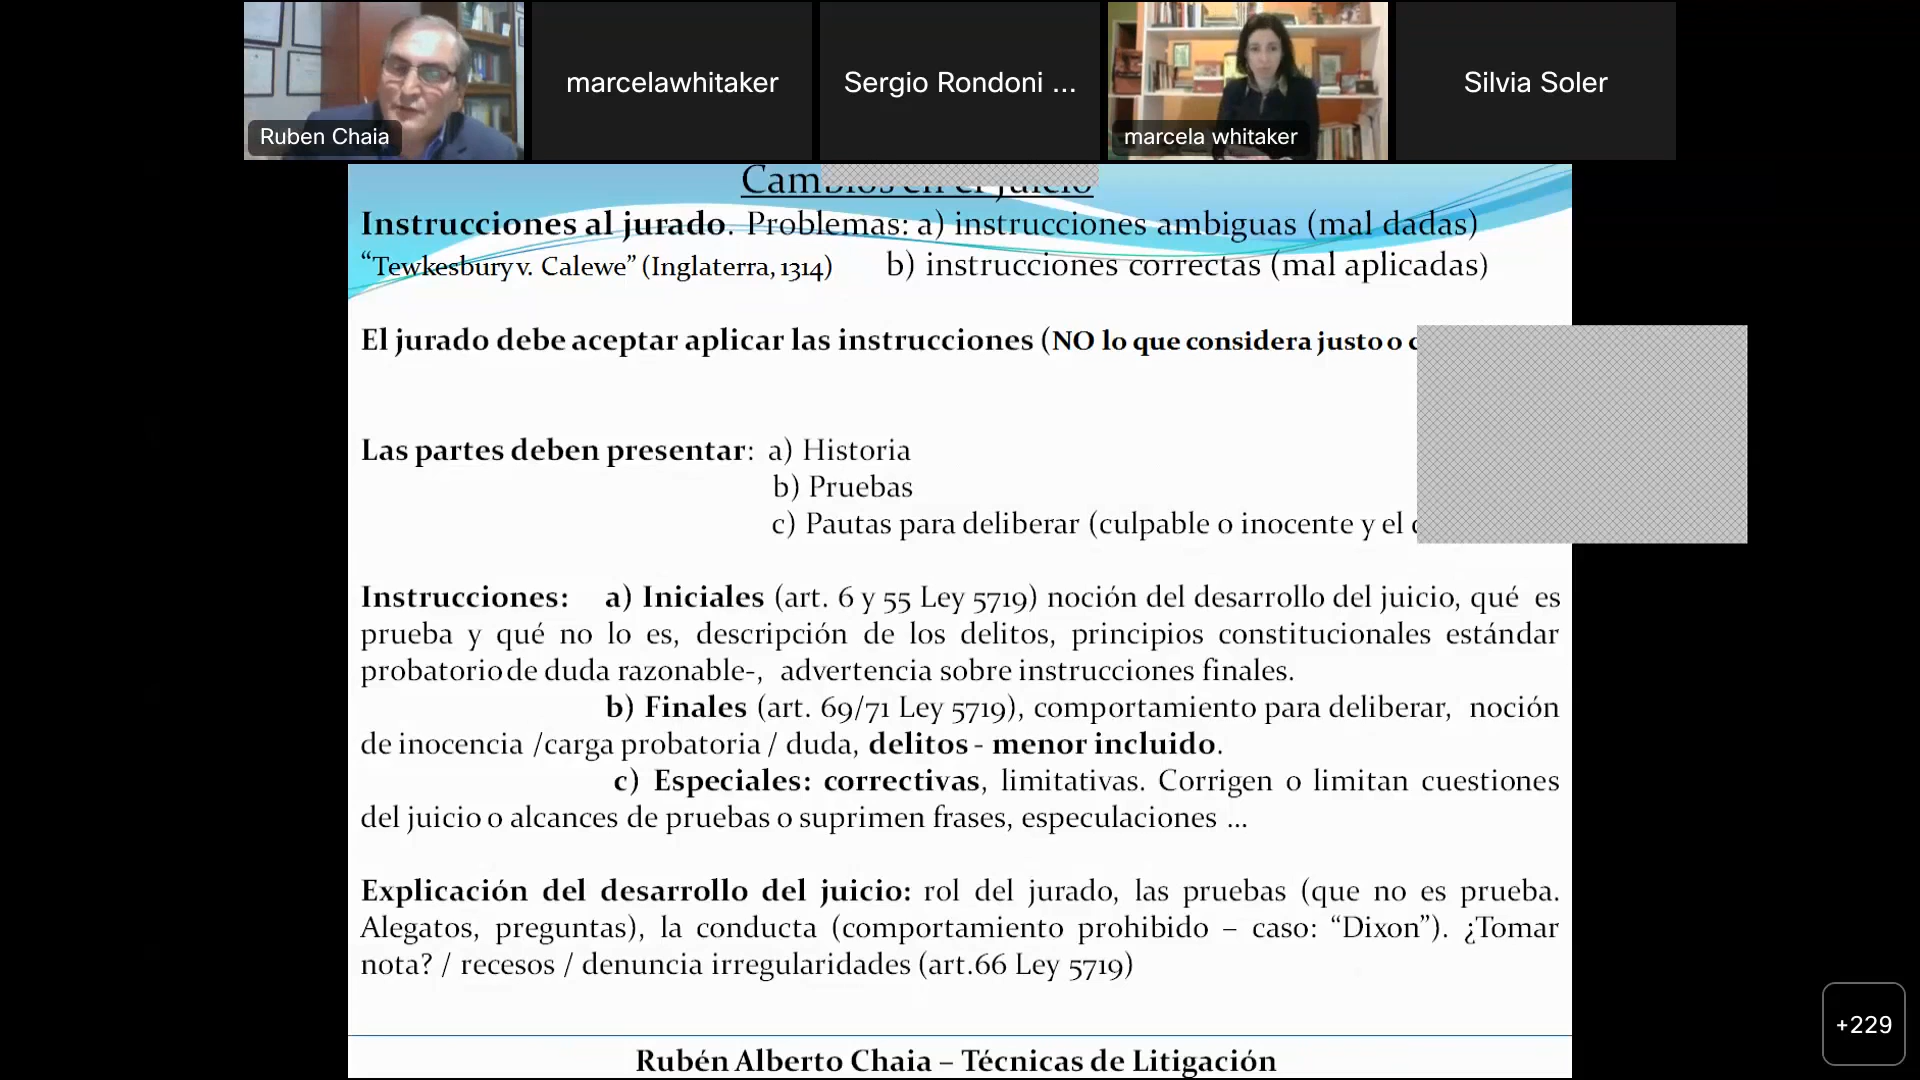 Ruben Chaia
marcelawhitaker
Sergio Rondoni ...
marcela whitaker
Silvia Soler
Cambios en el juicio
Instrucciones al jurado. Problemas: a) instrucciones ambiguas (mal dadas)
“Tewkesbury v. Calewe” (Inglaterra, 1314) b) instrucciones correctas (mal aplicadas)
El jurado debe aceptar aplicar las instrucciones (NO lo que considera justo o
Las partes deben presentar: a) Historia
b) Pruebas
c) Pautas para deliberar (culpable o inocente y el
Instrucciones: a) Iniciales (art. 6 y 55 Ley 5719) noción del desarrollo del juicio, qué es
prueba y qué no lo es, descripción de los delitos, principios constitucionales estándar
probatorio de duda razonable-, advertencia sobre instrucciones finales.
b) Finales (art. 69/71 Ley 5719), comportamiento para deliberar, noción
de inocencia /carga probatoria / duda, delitos - menor incluido.
c) Especiales: correctivas, limitativas. Corrigen o limitan cuestiones
del juicio o alcances de pruebas o suprimen frases, especulaciones ...
Explicación del desarrollo del juicio: rol del jurado, las pruebas (que no es prueba.
Alegatos, preguntas), la conducta (comportamiento prohibido – caso: “Dixon”). ¿Tomar
nota? / recesos / denuncia irregularidades (art.66 Ley 5719)
Rubén Alberto Chaia – Técnicas de Litigación
+229